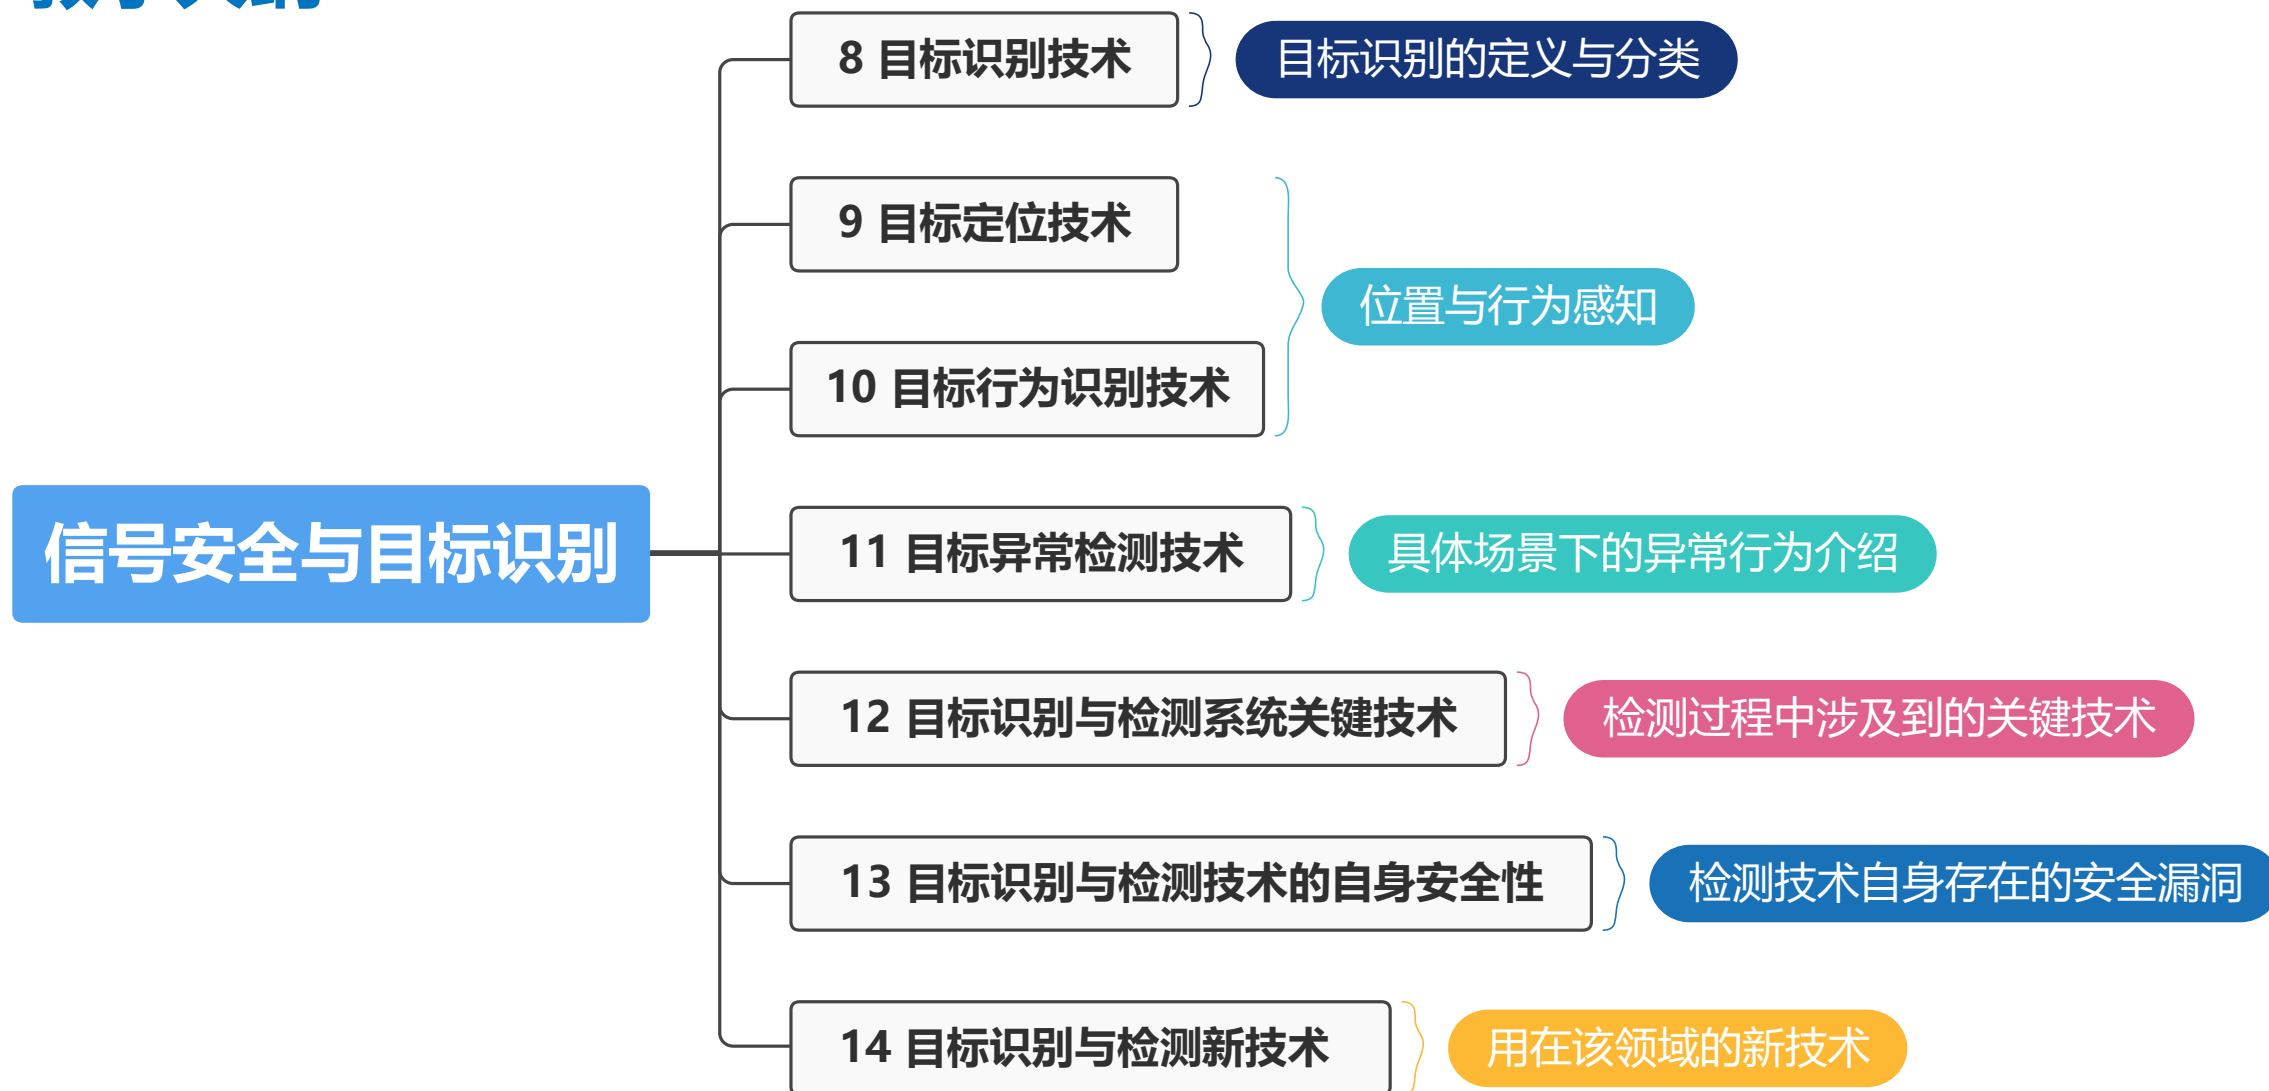 8 目标识别技术
目标识别的定义与分类
9 目标定位技术
位置与行为感知
10 目标行为识别技术
信号安全与目标识别
11 目标异常检测技术
具体场景下的异常行为介绍
12 目标识别与检测系统关键技术
检测过程中涉及到的关键技术
13 目标识别与检测技术的自身安全性
检测技术自身存在的安全漏洞
14 目标识别与检测新技术
用在该领域的新技术